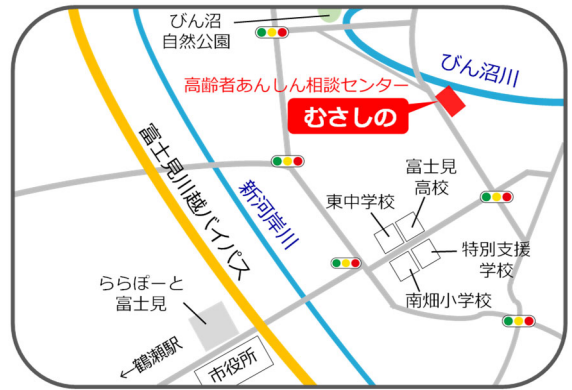 びん沼
自然公園
びん沼川
高齢者あんしん相談センター
むさしの
富士見川越バイパス
新河岸川
富士見
高校
東中学校
特別支援
学校
南畑小学校
ららぽーと
富士見
市役所
←鶴瀬駅